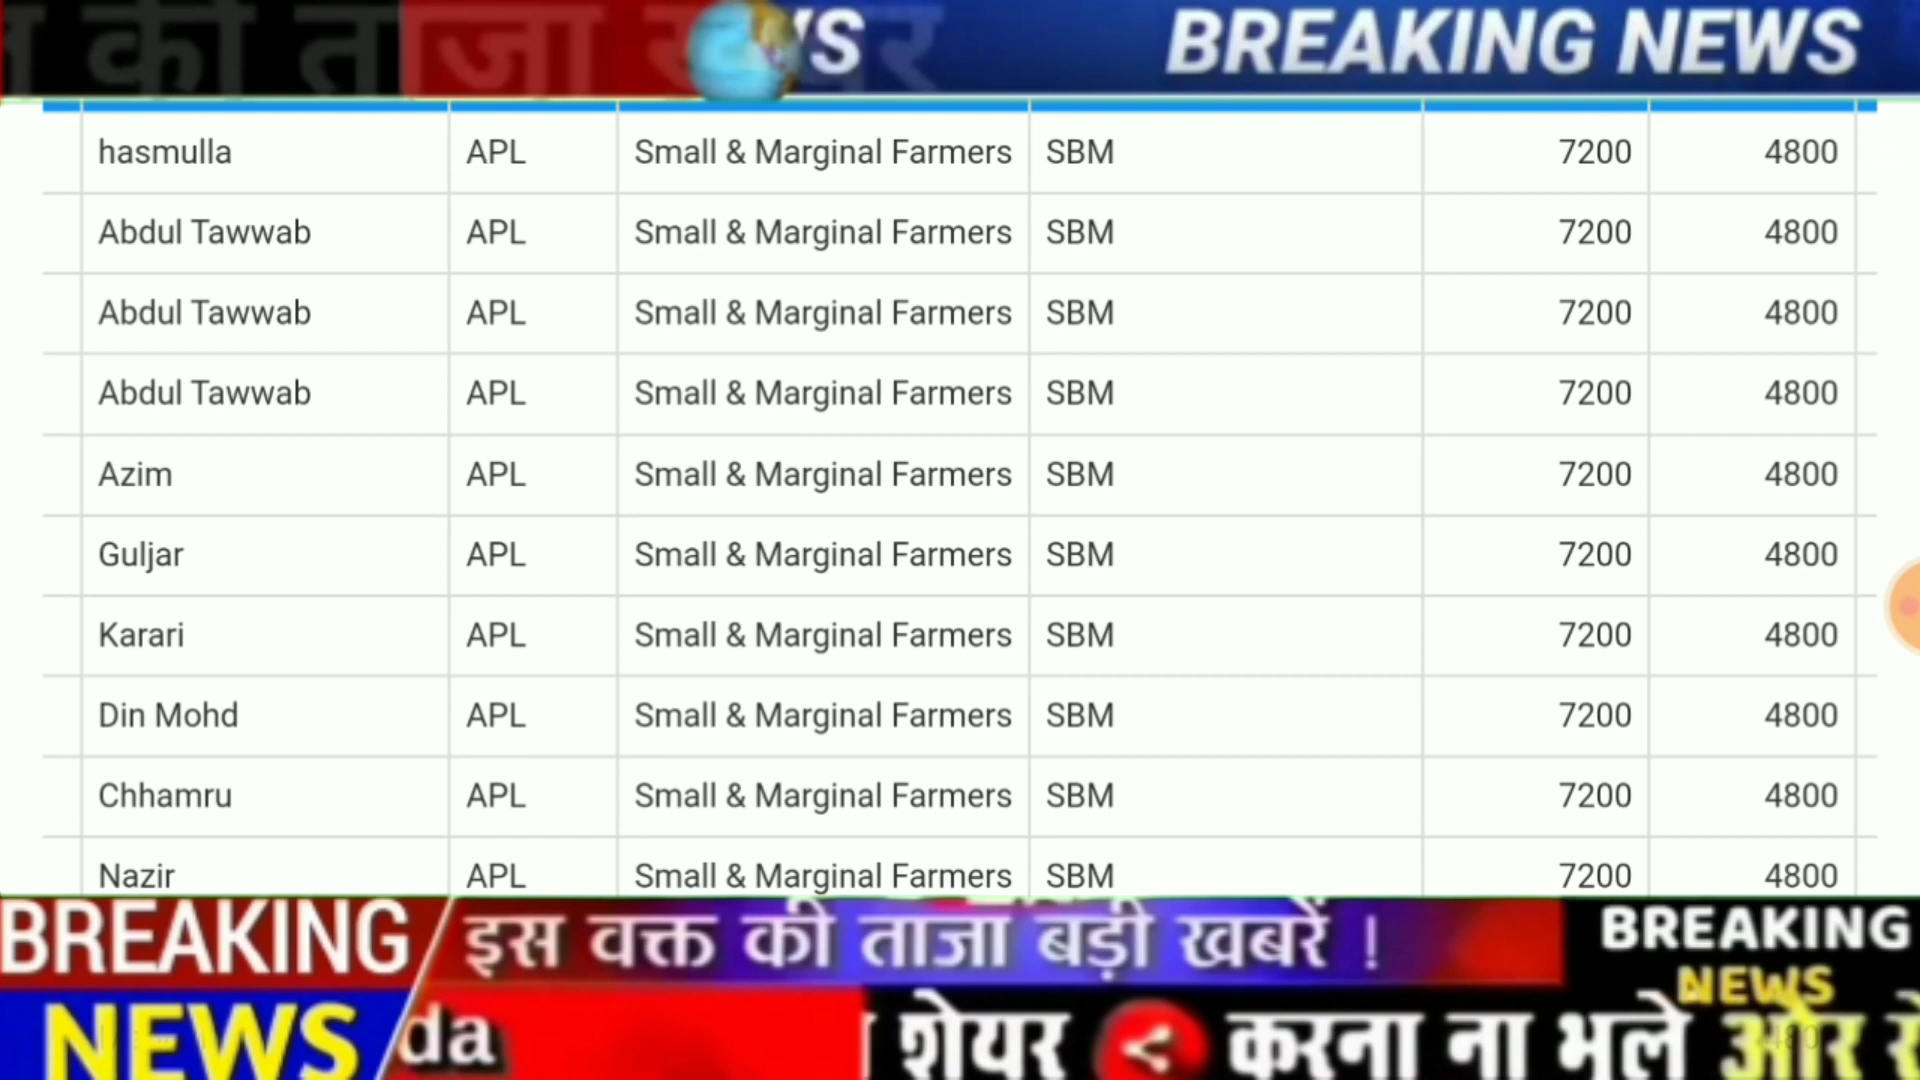 की ताजा
BREAKING NEWS
hasmulla APL Small & Marginal Farmers SBM 7200 4800
Abdul Tawwab APL Small & Marginal Farmers SBM 7200 4800
Abdul Tawwab APL Small & Marginal Farmers SBM 7200 4800
Abdul Tawwab APL Small & Marginal Farmers SBM 7200 4800
Azim APL Small & Marginal Farmers SBM 7200 4800
Guljar APL Small & Marginal Farmers SBM 7200 4800
Karari APL Small & Marginal Farmers SBM 7200 4800
Din Mohd APL Small & Marginal Farmers SBM 7200 4800
Chhamru APL Small & Marginal Farmers SBM 7200 4800
Nazir APL Small & Marginal Farmers SBM 7200 4800
BREAKING
NEWS
इस वक्त की ताजा बड़ी खबरें !
BREAKING
NEWS
da
शेयर करना ना भूले और